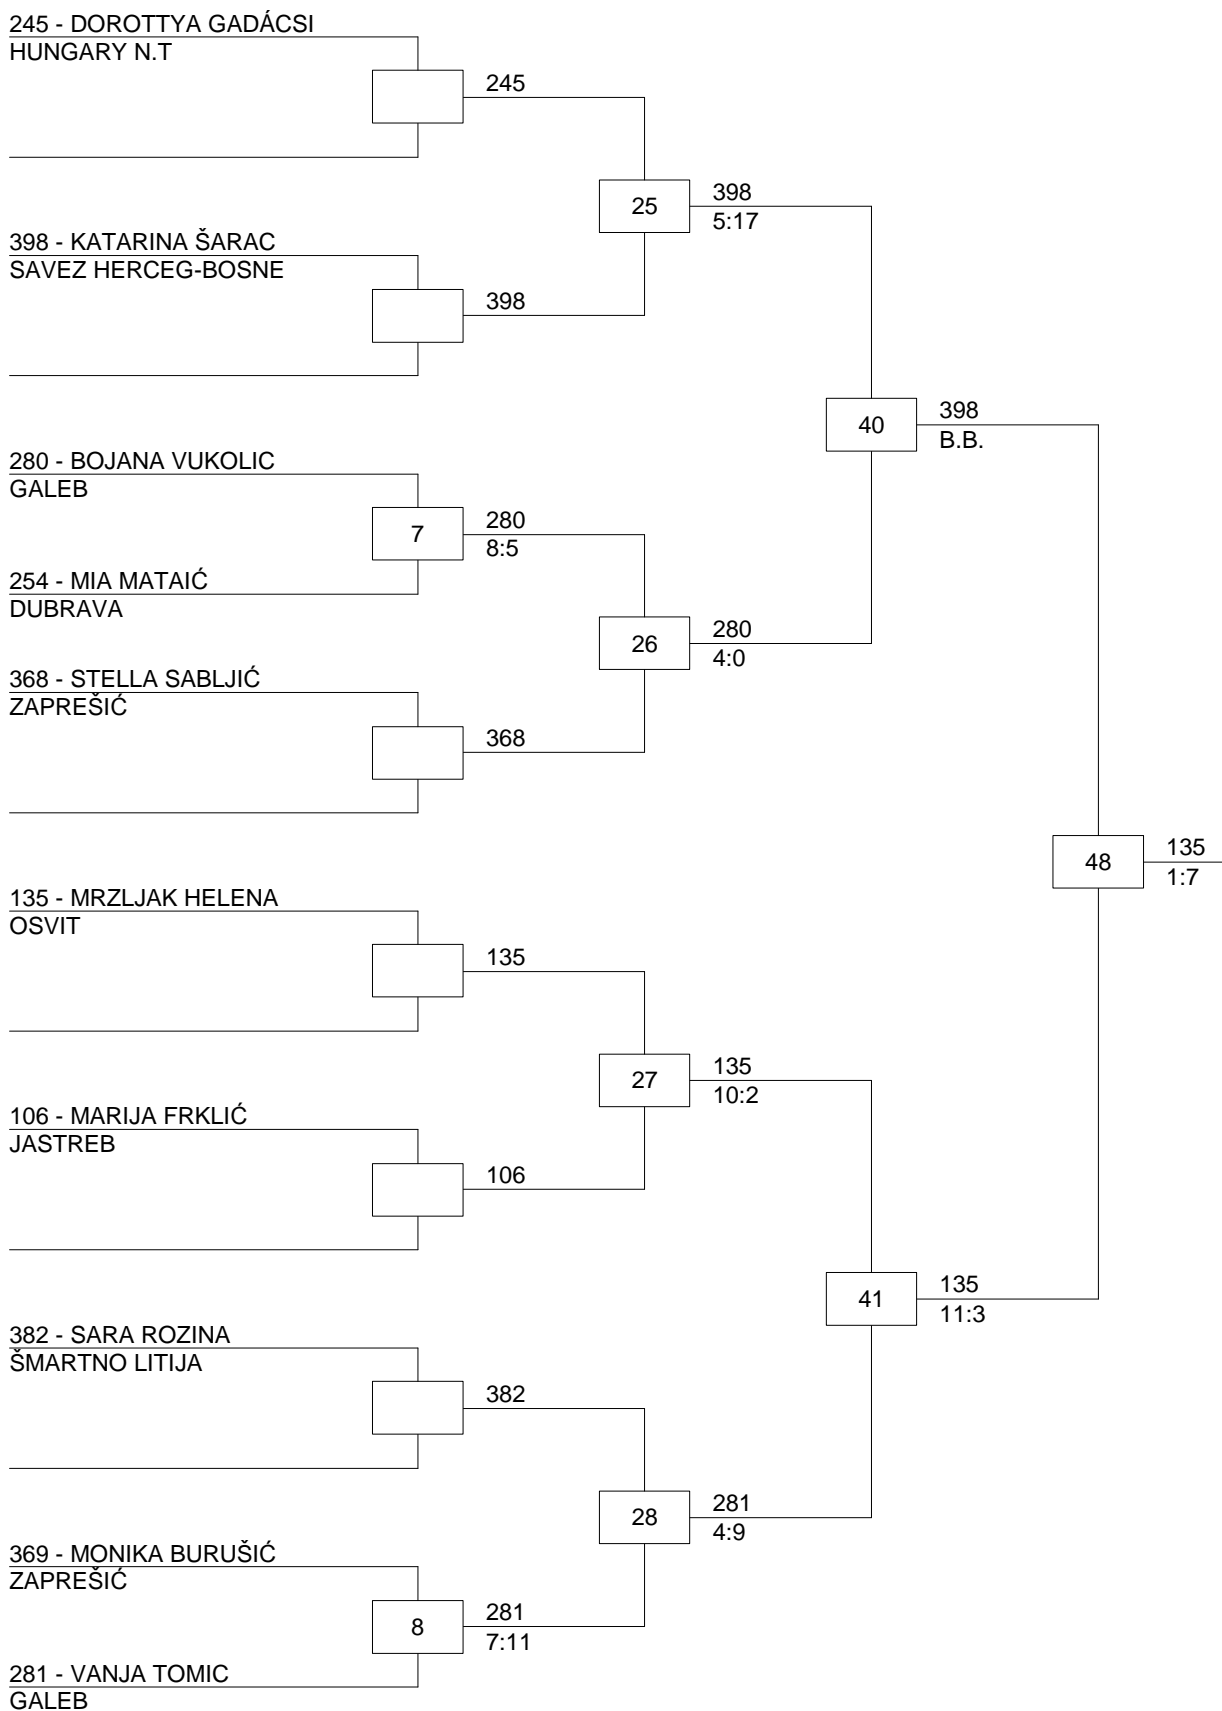 245 - DOROTTYA GADÁCSI
HUNGARY N.T
245
25
398
5:17
398 - KATARINA ŠARAC
SAVEZ HERCEG-BOSNE
398
40
398
B.B.
280 - BOJANA VUKOLIC
GALEB
7
280
8:5
254 - MIA MATAIĆ
DUBRAVA
26
280
4:0
368 - STELLA SABLJIĆ
ZAPREŠIĆ
368
48
135
1:7
135 - MRZLJAK HELENA
OSVIT
135
27
135
10:2
106 - MARIJA FRKLIĆ
JASTREB
106
41
135
11:3
382 - SARA ROZINA
ŠMARTNO LITIJA
382
28
281
4:9
369 - MONIKA BURUŠIĆ
ZAPREŠIĆ
8
281
7:11
281 - VANJA TOMIC
GALEB